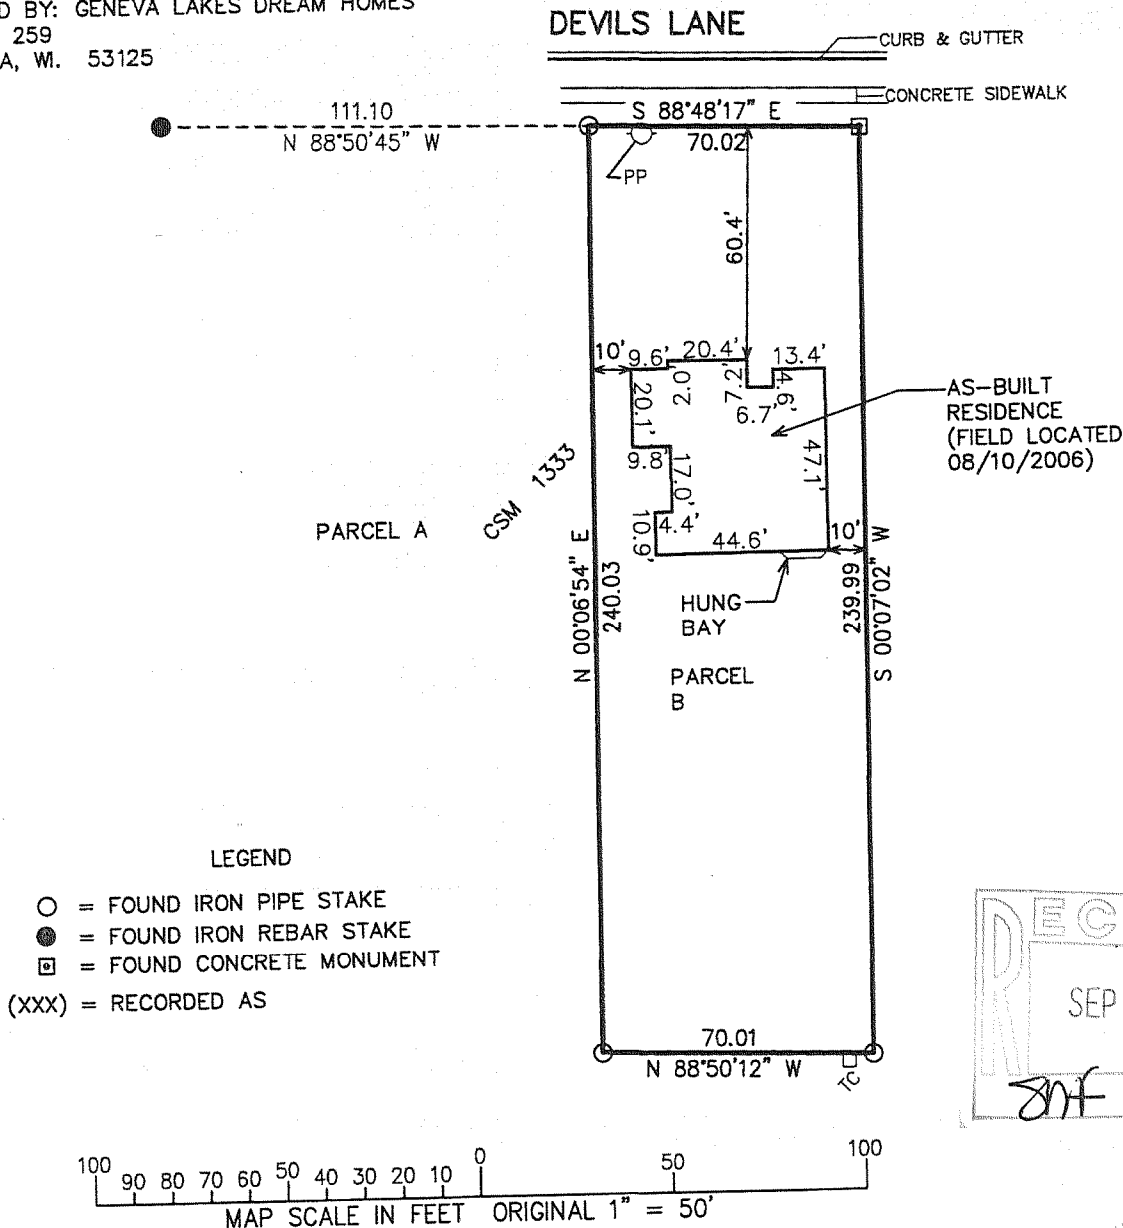 D BY: GENEVA LAKES DREAM HOMES
259
A, WI. 53125
DEVILS LANE
CURB & GUTTER
CONCRETE SIDEWALK
111.10
N 88°50'45" W
S 88°48'17" E
70.02
PP
60.4'
10'
9.6'
20.4'
13.4'
2.0'
7.2'
4.6'
6.7'
20.1'
9.8'
17.0'
47.1'
AS-BUILT
RESIDENCE
(FIELD LOCATED
08/10/2006)
PARCEL A
CSM 1333
10.9'
4.4'
44.6'
10'
N 00°06'54" E
240.03
239.99
S 00°07'02" W
HUNG
BAY
PARCEL
B
LEGEND
= FOUND IRON PIPE STAKE
= FOUND IRON REBAR STAKE
= FOUND CONCRETE MONUMENT
(XXX) = RECORDED AS
70.01
N 88°50'12" W
TC
REC
SEP
100 90 80 70 60 50 40 30 20 10 0 50 100
MAP SCALE IN FEET ORIGINAL 1" = 50'